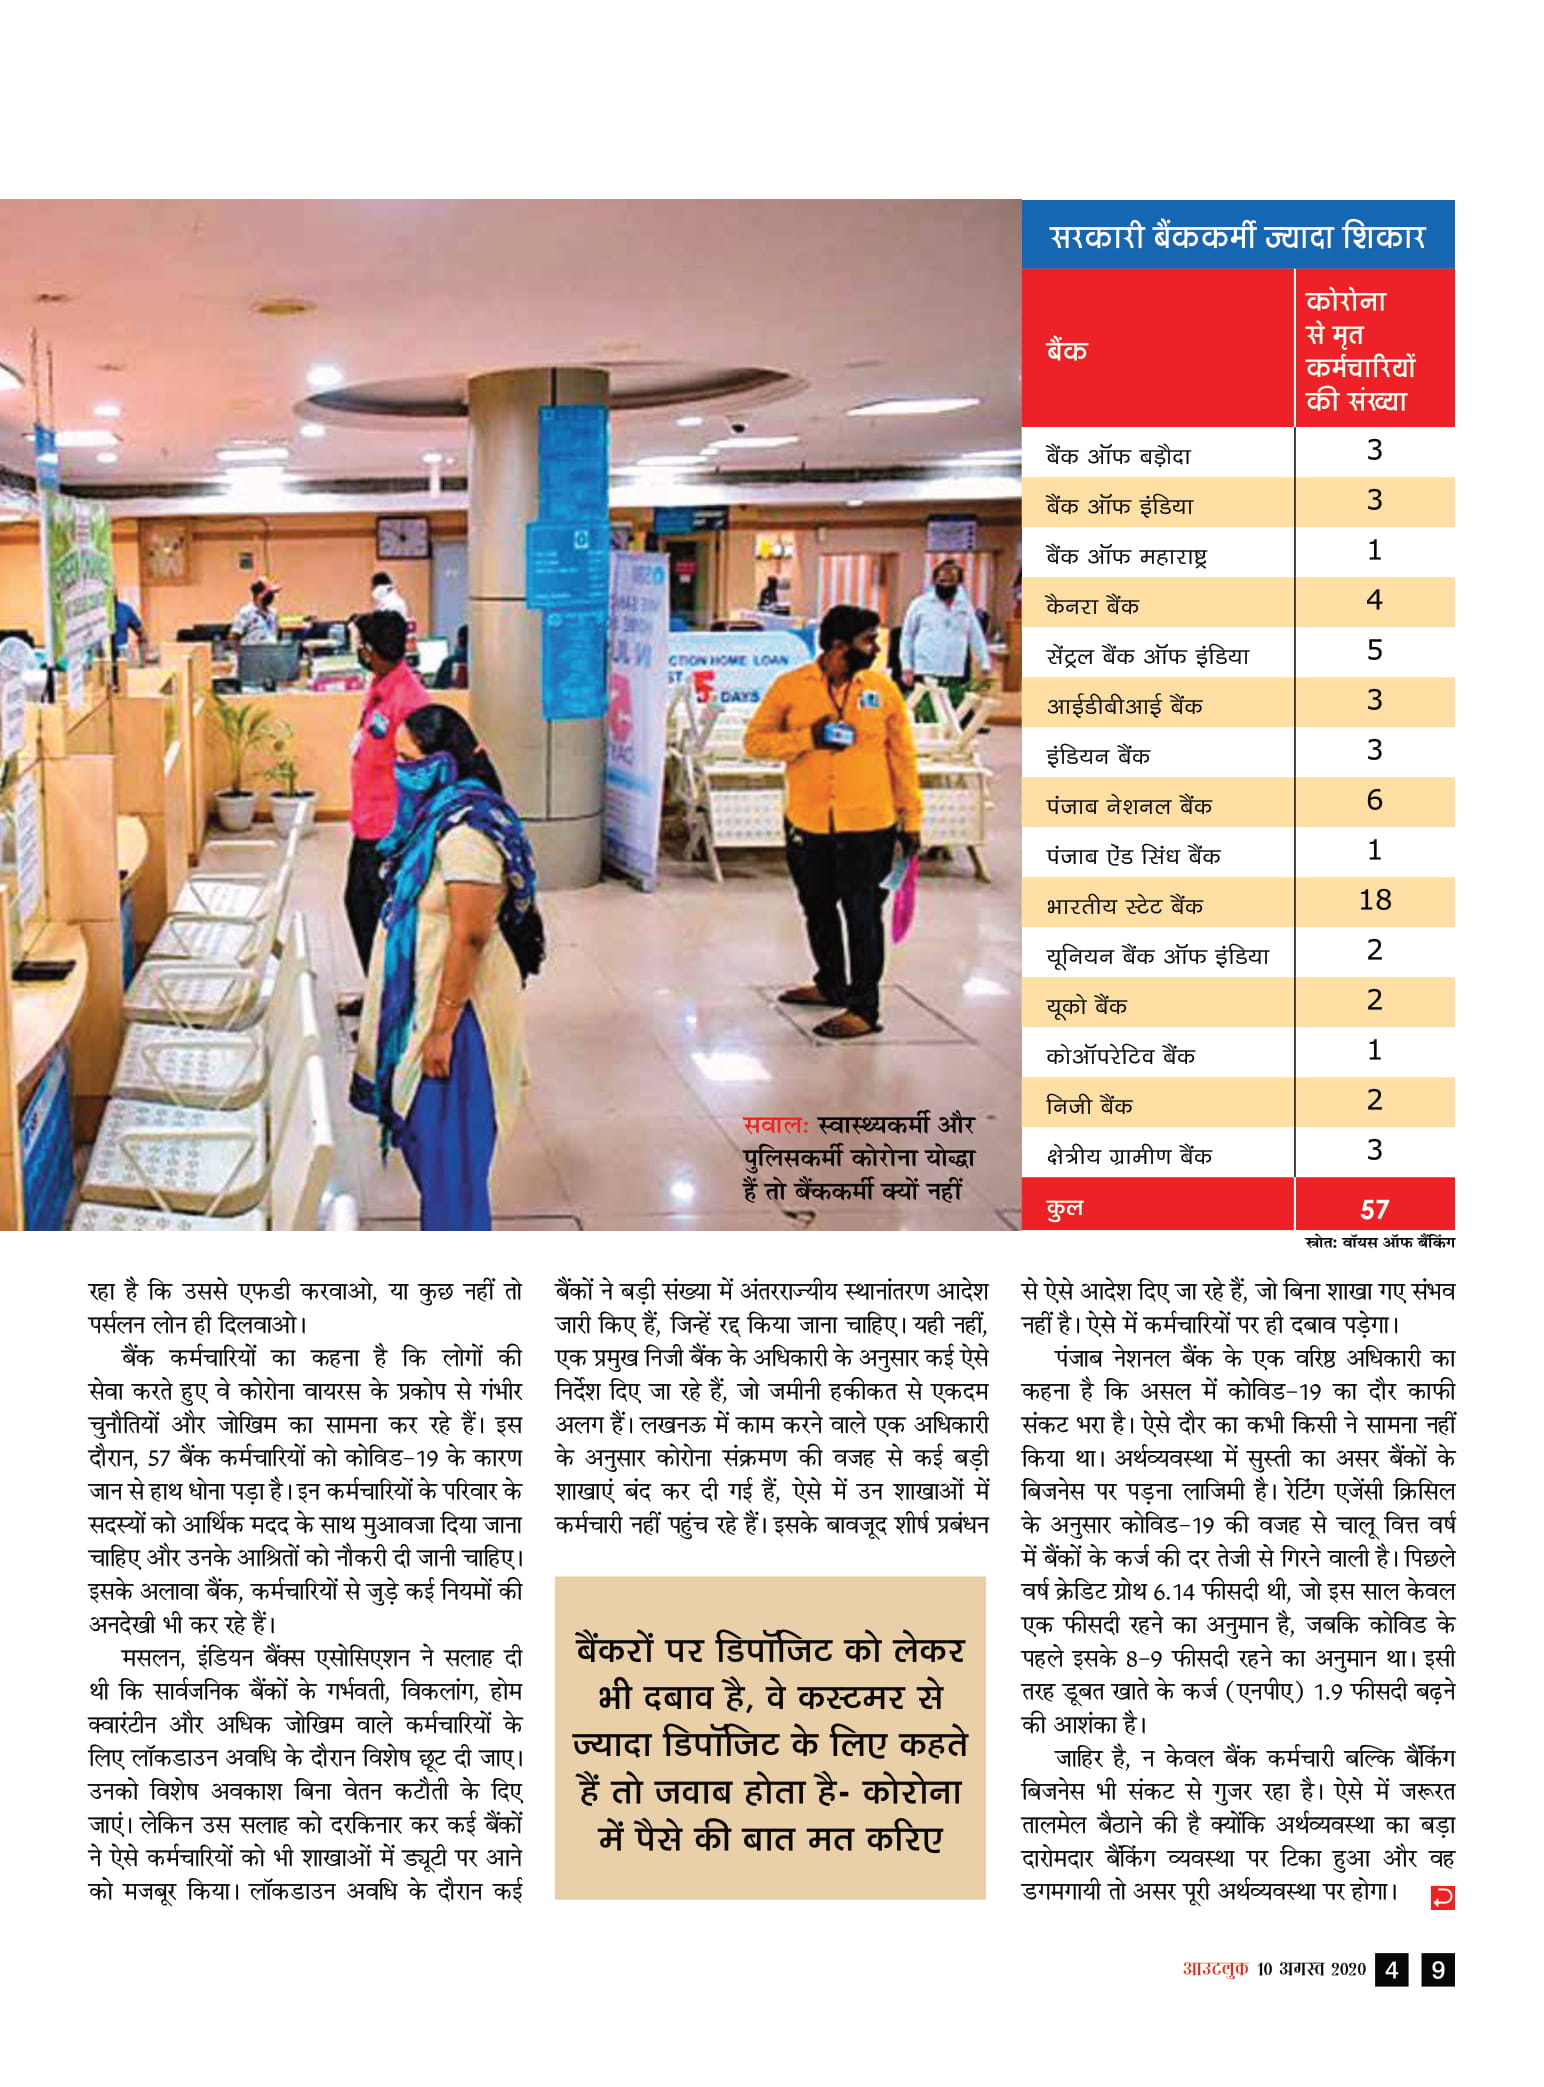 सरकारी बैंककर्मी ज्यादा शिकार
बैंक
कोरोना
से मृत
कर्मचारियों
की संख्या
बैंक ऑफ बड़ौदा 3
बैंक ऑफ इंडिया 3
बैंक ऑफ महाराष्ट्र 1
कैनरा बैंक 4
सेंट्रल बैंक ऑफ इंडिया 5
आईडीबीआई बैंक 3
इंडियन बैंक 3
पंजाब नेशनल बैंक 6
पंजाब ऐंड सिंध बैंक 1
भारतीय स्टेट बैंक 18
यूनियन बैंक ऑफ इंडिया 2
यूको बैंक 2
कोऑपरेटिव बैंक 1
निजी बैंक 2
क्षेत्रीय ग्रामीण बैंक 3
कुल 57
स्त्रोत: वॉयस ऑफ बैंकिंग
CTION HOME LOAN
ST 5 DAYS
सवाल: स्वास्थ्यकर्मी और
पुलिसकर्मी कोरोना योद्धा
हैं तो बैंककर्मी क्यों नहीं
रहा है कि उससे एफडी करवाओ, या कुछ नहीं तो
पर्सलन लोन ही दिलवाओ।
बैंक कर्मचारियों का कहना है कि लोगों की
सेवा करते हुए वे कोरोना वायरस के प्रकोप से गंभीर
चुनौतियों और जोखिम का सामना कर रहे हैं। इस
दौरान, 57 बैंक कर्मचारियों को कोविड-19 के कारण
जान से हाथ धोना पड़ा है। इन कर्मचारियों के परिवार के
सदस्यों को आर्थिक मदद के साथ मुआवजा दिया जाना
चाहिए और उनके आश्रितों को नौकरी दी जानी चाहिए।
इसके अलावा बैंक, कर्मचारियों से जुड़े कई नियमों की
अनदेखी भी कर रहे हैं।
मसलन, इंडियन बैंक्स एसोसिएशन ने सलाह दी
थी कि सार्वजनिक बैंकों के गर्भवती, विकलांग, होम
क्वारंटीन और अधिक जोखिम वाले कर्मचारियों के
लिए लॉकडाउन अवधि के दौरान विशेष छूट दी जाए।
उनको विशेष अवकाश बिना वेतन कटौती के दिए
जाएं। लेकिन उस सलाह को दरकिनार कर कई बैंकों
ने ऐसे कर्मचारियों को भी शाखाओं में ड्यूटी पर आने
को मजबूर किया। लॉकडाउन अवधि के दौरान कई
बैंकों ने बड़ी संख्या में अंतरराज्यीय स्थानांतरण आदेश
जारी किए हैं, जिन्हें रद्द किया जाना चाहिए। यही नहीं,
एक प्रमुख निजी बैंक के अधिकारी के अनुसार कई ऐसे
निर्देश दिए जा रहे हैं, जो जमीनी हकीकत से एकदम
अलग हैं। लखनऊ में काम करने वाले एक अधिकारी
के अनुसार कोरोना संक्रमण की वजह से कई बड़ी
शाखाएं बंद कर दी गई हैं, ऐसे में उन शाखाओं में
कर्मचारी नहीं पहुंच रहे हैं। इसके बावजूद शीर्ष प्रबंधन
बैंकरों पर डिपॉजिट को लेकर
भी दबाव है, वे कस्टमर से
ज्यादा डिपॉजिट के लिए कहते
हैं तो जवाब होता है- कोरोना
में पैसे की बात मत करिए
से ऐसे आदेश दिए जा रहे हैं, जो बिना शाखा गए संभव
नहीं है। ऐसे में कर्मचारियों पर ही दबाव पड़ेगा।
पंजाब नेशनल बैंक के एक वरिष्ठ अधिकारी का
कहना है कि असल में कोविड-19 का दौर काफी
संकट भरा है। ऐसे दौर का कभी किसी ने सामना नहीं
किया था। अर्थव्यवस्था में सुस्ती का असर बैंकों के
बिजनेस पर पड़ना लाजिमी है। रेटिंग एजेंसी क्रिसिल
के अनुसार कोविड-19 की वजह से चालू वित्त वर्ष
में बैंकों के कर्ज की दर तेजी से गिरने वाली है। पिछले
वर्ष क्रेडिट ग्रोथ 6.14 फीसदी थी, जो इस साल केवल
एक फीसदी रहने का अनुमान है, जबकि कोविड के
पहले इसके 8-9 फीसदी रहने का अनुमान था। इसी
तरह डूबत खाते के कर्ज (एनपीए) 1.9 फीसदी बढ़ने
की आशंका है।
जाहिर है, न केवल बैंक कर्मचारी बल्कि बैंकिंग
बिजनेस भी संकट से गुजर रहा है। ऐसे में जरूरत
तालमेल बैठाने की है क्योंकि अर्थव्यवस्था का बड़ा
दारोमदार बैंकिंग व्यवस्था पर टिका हुआ और वह
डगमगायी तो असर पूरी अर्थव्यवस्था पर होगा।
आउटलुक 10 अगस्त 2020 4 9